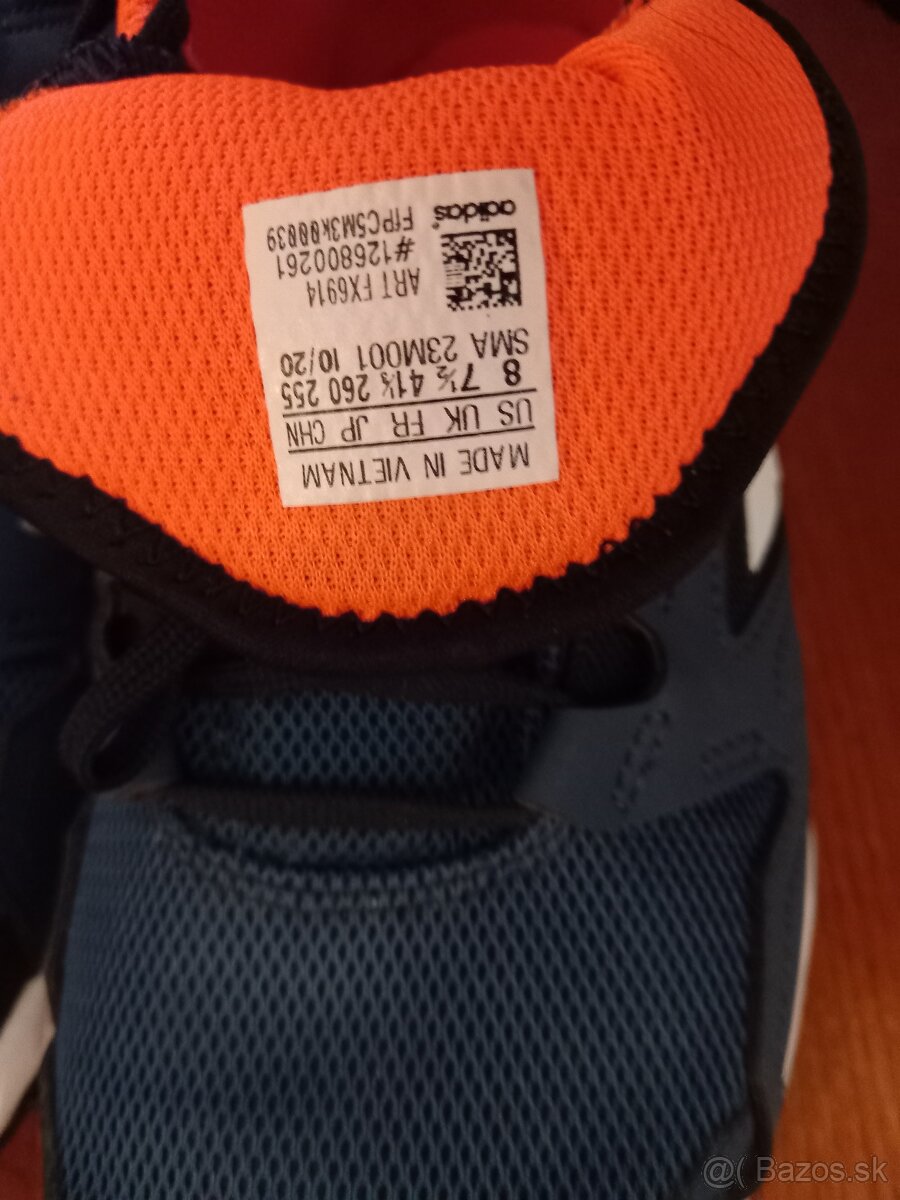 MADE IN VIETNAM
US UK FR JP CHN
8 7½ 41⅓ 260 255
SMA 23M001 10/20
ART FX6914
#126800261
FfPC5M3k00039
adidas®
@( Bazos.sk